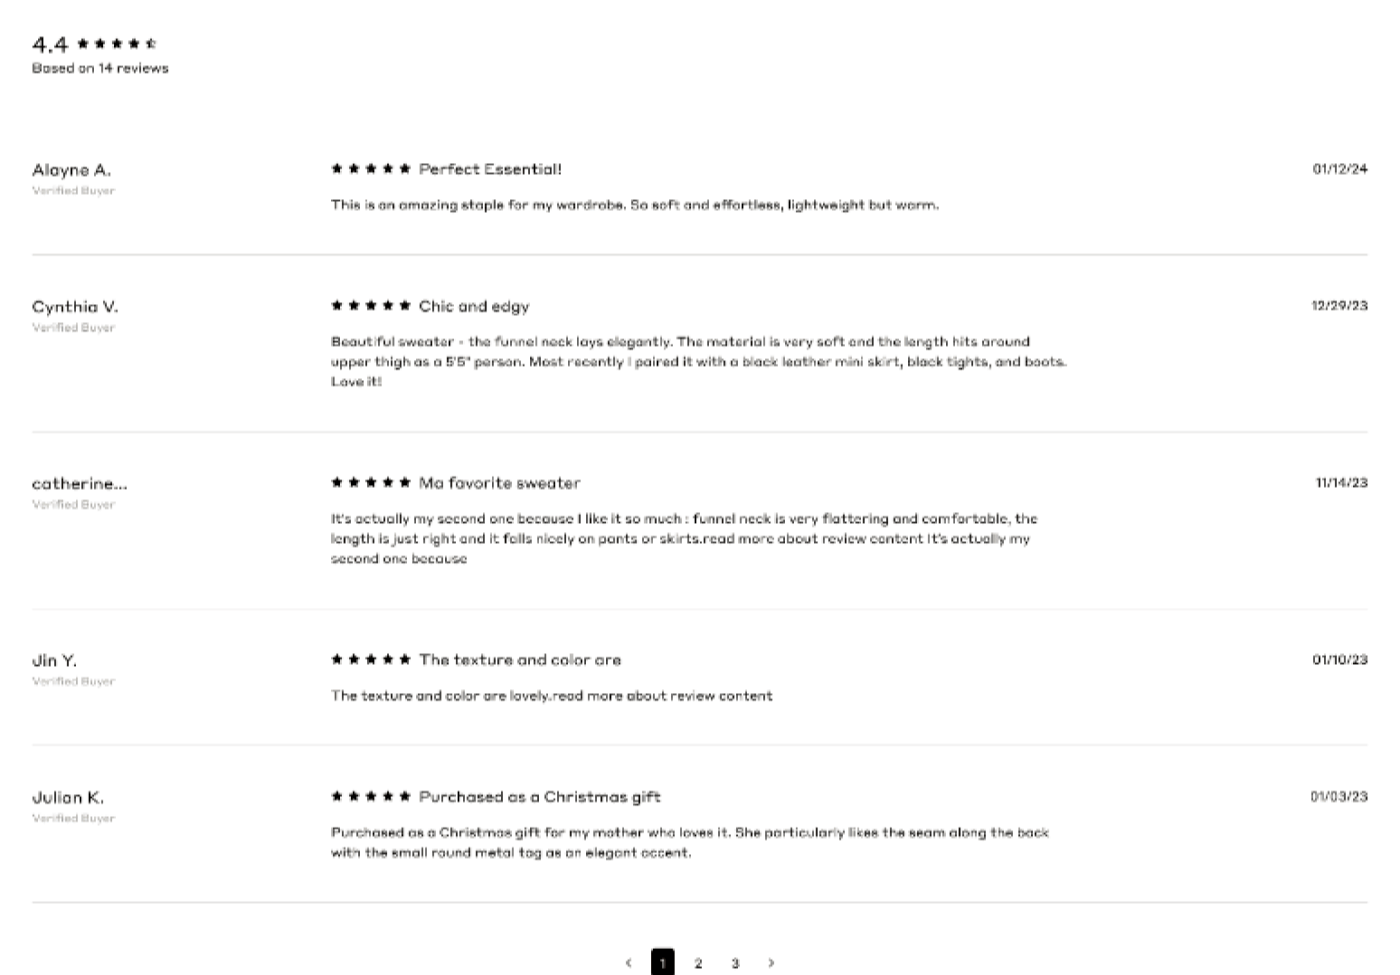 4.4 ★★★★⯪
Based on 14 reviews
Alayne A.
Verified Buyer
★★★★★ Perfect Essential!
01/12/24
This is an amazing staple for my wardrobe. So soft and effortless, lightweight but warm.
Cynthia V.
Verified Buyer
★★★★★ Chic and edgy
12/29/23
Beautiful sweater - the funnel neck lays elegantly. The material is very soft and the length hits around
upper thigh as a 5'5" person. Most recently I paired it with a black leather mini skirt, black tights, and boots.
Love it!
catherine...
Verified Buyer
★★★★★ Ma favorite sweater
11/14/23
It's actually my second one because I like it so much : funnel neck is very flattering and comfortable, the
length is just right and it falls nicely on pants or skirts.read more about review content It's actually my
second one because
Jin Y.
Verified Buyer
★★★★★ The texture and color are
01/10/23
The texture and color are lovely.read more about review content
Julian K.
Verified Buyer
★★★★★ Purchased as a Christmas gift
01/03/23
Purchased as a Christmas gift for my mother who loves it. She particularly likes the seam along the back
with the small round metal tag as an elegant accent.
< 1 2 3 >